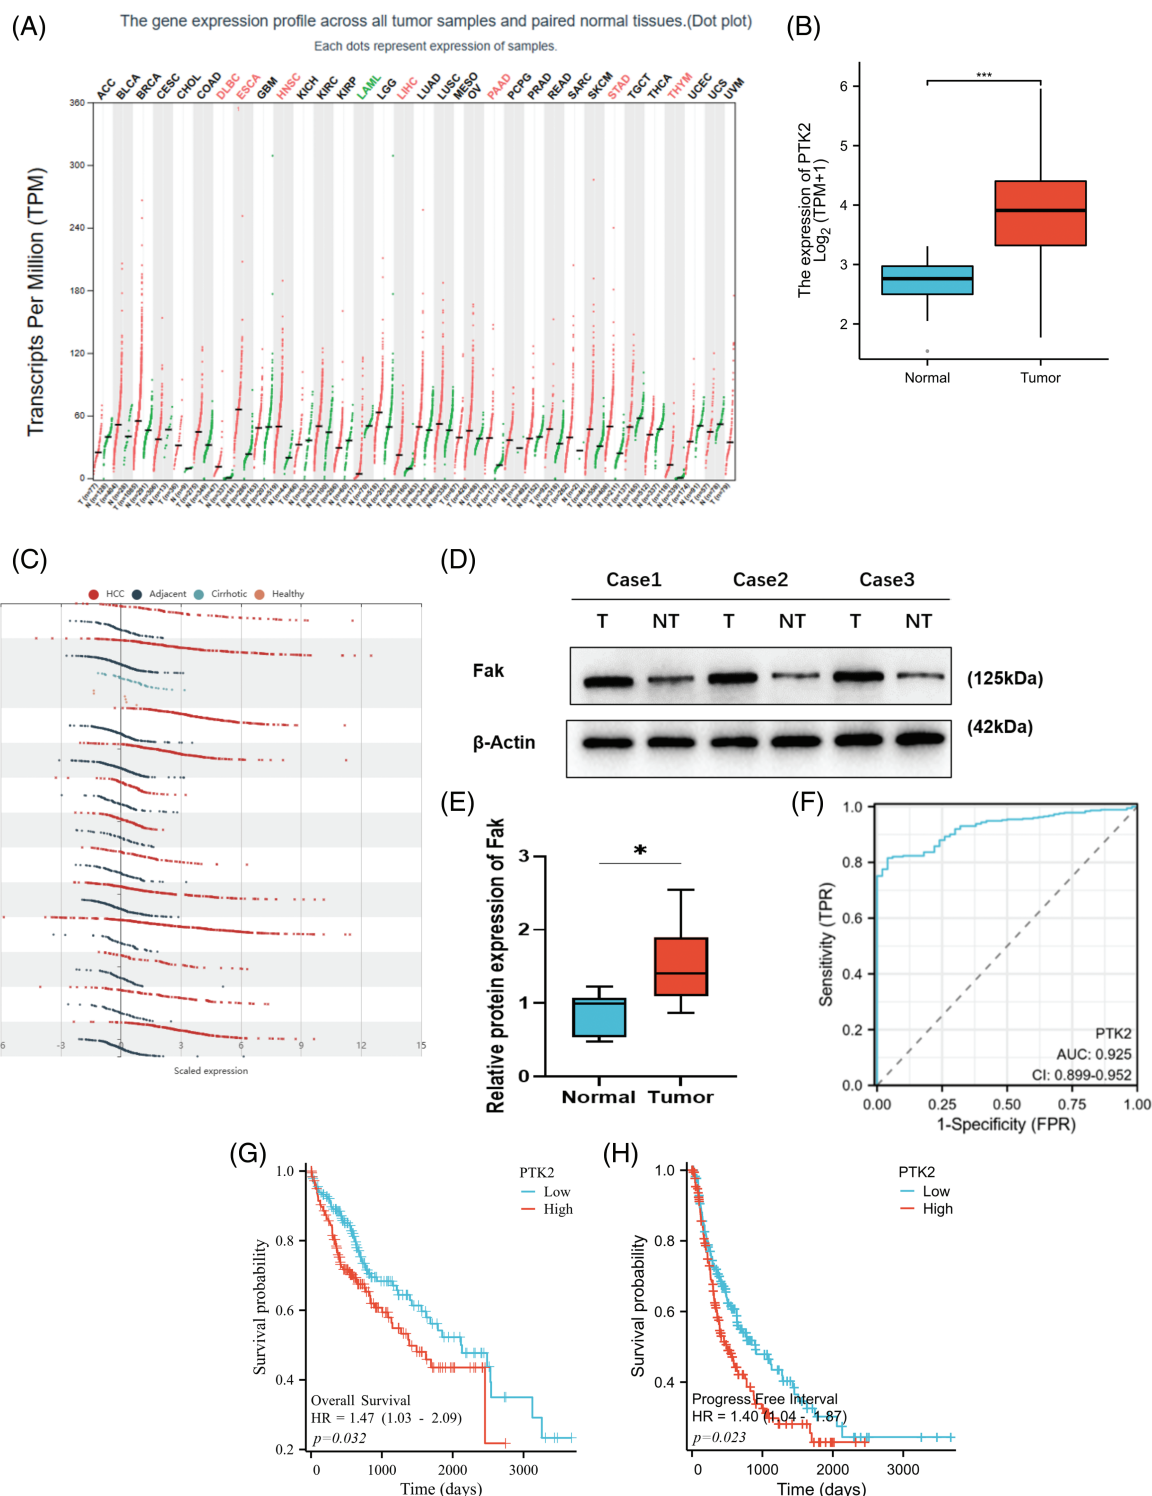 (A)
The gene expression profile across all tumor samples and paired normal tissues.(Dot plot)
Each dots represent expression of samples.
ACC
BLCA
BRCA
CESC
CHOL
COAD
DLBC
ESCA
GBM
HNSC
KICH
KIRC
KIRP
LAML
LGG
LIHC
LUAD
LUSC
MESO
OV
PAAD
PCPG
PRAD
READ
SARC
SKCM
STAD
TGCT
THCA
THYM
UCEC
UCS
UVM
Transcripts Per Million (TPM)
360
300
240
180
120
60
0
(B)
***
The expression of PTK2
Log2 (TPM+1)
6
5
4
3
2
Normal
Tumor
(C)
HCC Adjacent Cirrhotic Healthy
6 -3 0 3 6 9 12 15
Scaled expression
(D)
Case1 Case2 Case3
T NT T NT T NT
Fak
(125kDa)
β-Actin
(42kDa)
(E)
Relative protein expression of Fak
3
2
1
0
*
Normal Tumor
(F)
Sensitivity (TPR)
1.0
0.8
0.6
0.4
0.2
0.0
PTK2
AUC: 0.925
CI: 0.899-0.952
0.00 0.25 0.50 0.75 1.00
1-Specificity (FPR)
(G)
Survival probability
1.0
0.8
0.6
0.4
0.2
PTK2
Low
High
Overall Survival
HR = 1.47 (1.03 - 2.09)
p=0.032
0 1000 2000 3000
Time (days)
(H)
Survival probability
1.0
0.8
0.6
0.4
PTK2
Low
High
Progress Free Interval
HR = 1.40 (1.04 - 1.87)
p=0.023
0 1000 2000 3000
Time (days)